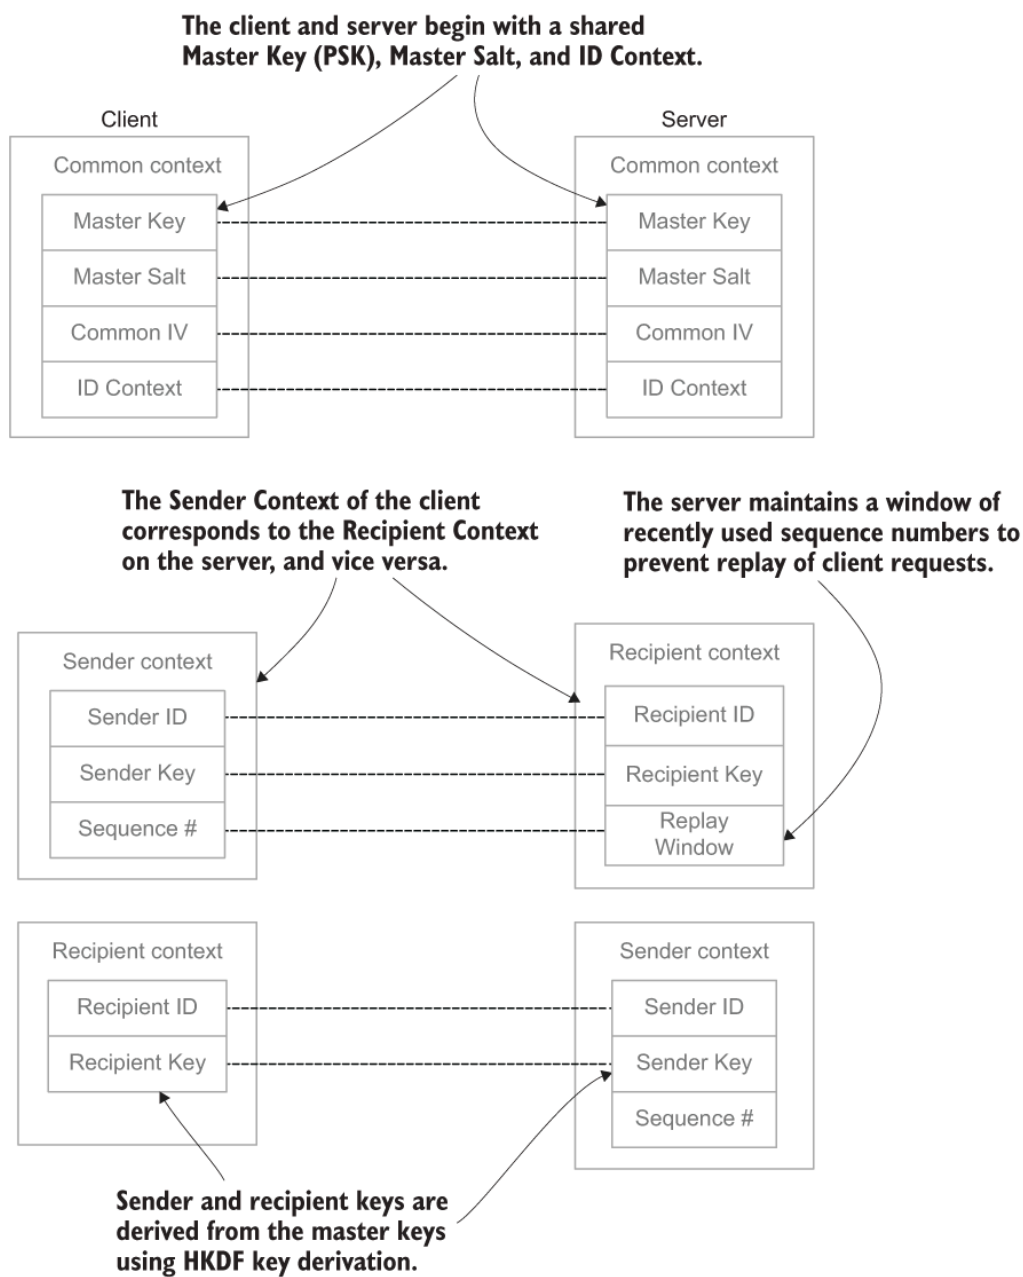 The client and server begin with a shared
Master Key (PSK), Master Salt, and ID Context.
Client
Server
Common context
Common context
Master Key
Master Key
Master Salt
Master Salt
Common IV
Common IV
ID Context
ID Context
The Sender Context of the client
corresponds to the Recipient Context
on the server, and vice versa.
The server maintains a window of
recently used sequence numbers to
prevent replay of client requests.
Sender context
Recipient context
Sender ID
Recipient ID
Sender Key
Recipient Key
Sequence #
Replay
Window
Recipient context
Sender context
Recipient ID
Sender ID
Recipient Key
Sender Key
Sequence #
Sender and recipient keys are
derived from the master keys
using HKDF key derivation.